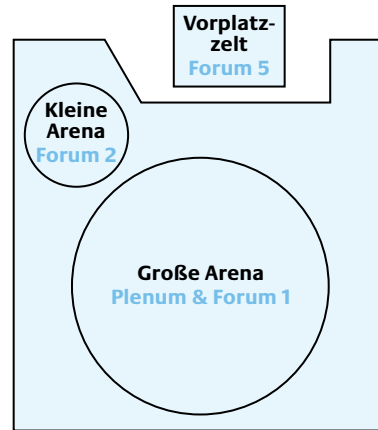 Vorplatz-
zelt
Forum 5
Kleine
Arena
Forum 2
Große Arena
Plenum & Forum 1